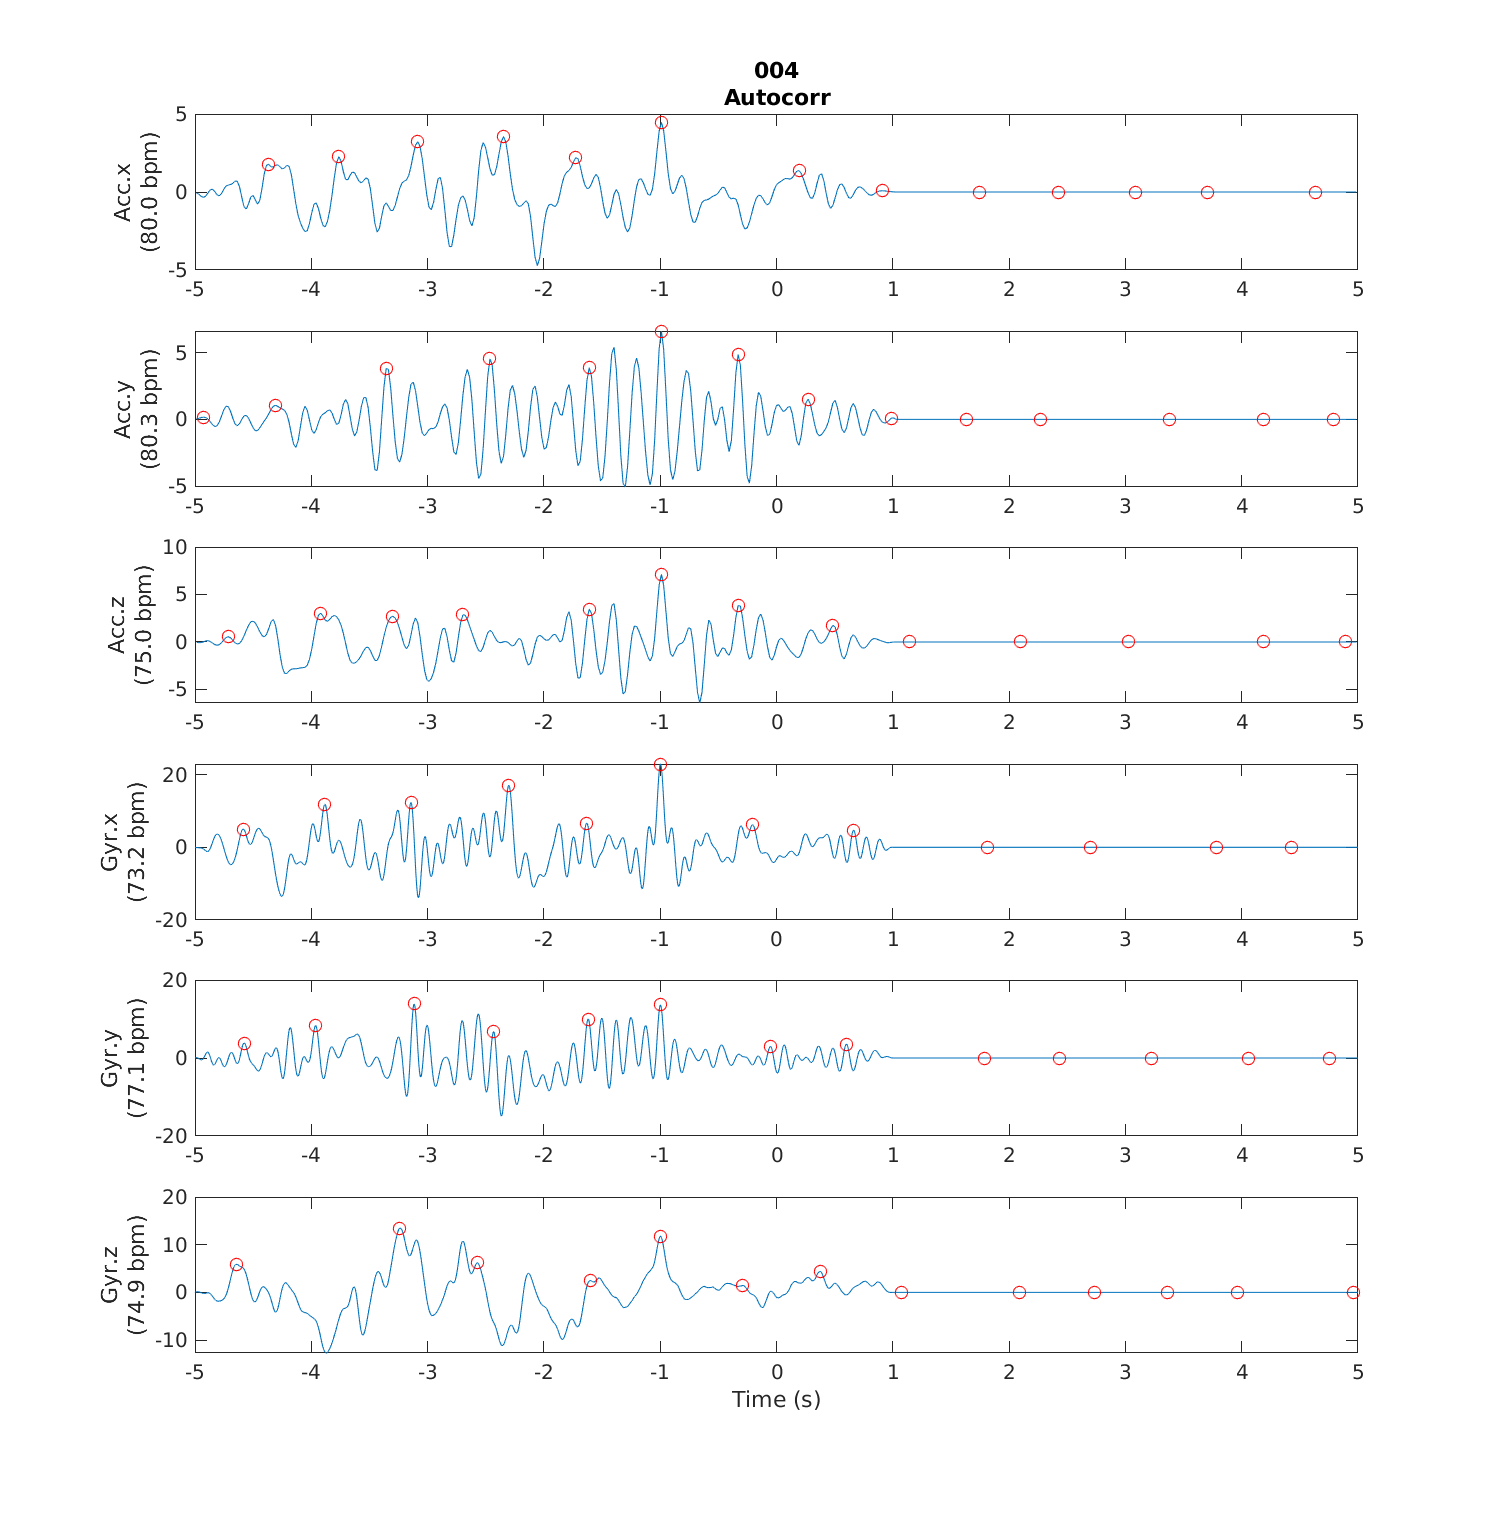 004
Autocorr
Acc.x
(80.0 bpm)
5
0
-5
-5 -4 -3 -2 -1 0 1 2 3 4 5
Acc.y
(80.3 bpm)
5
0
-5
-5 -4 -3 -2 -1 0 1 2 3 4 5
Acc.z
(75.0 bpm)
10
5
0
-5
-5 -4 -3 -2 -1 0 1 2 3 4 5
Gyr.x
(73.2 bpm)
20
0
-20
-5 -4 -3 -2 -1 0 1 2 3 4 5
Gyr.y
(77.1 bpm)
20
0
-20
-5 -4 -3 -2 -1 0 1 2 3 4 5
Gyr.z
(74.9 bpm)
20
10
0
-10
-5 -4 -3 -2 -1 0 1 2 3 4 5
Time (s)